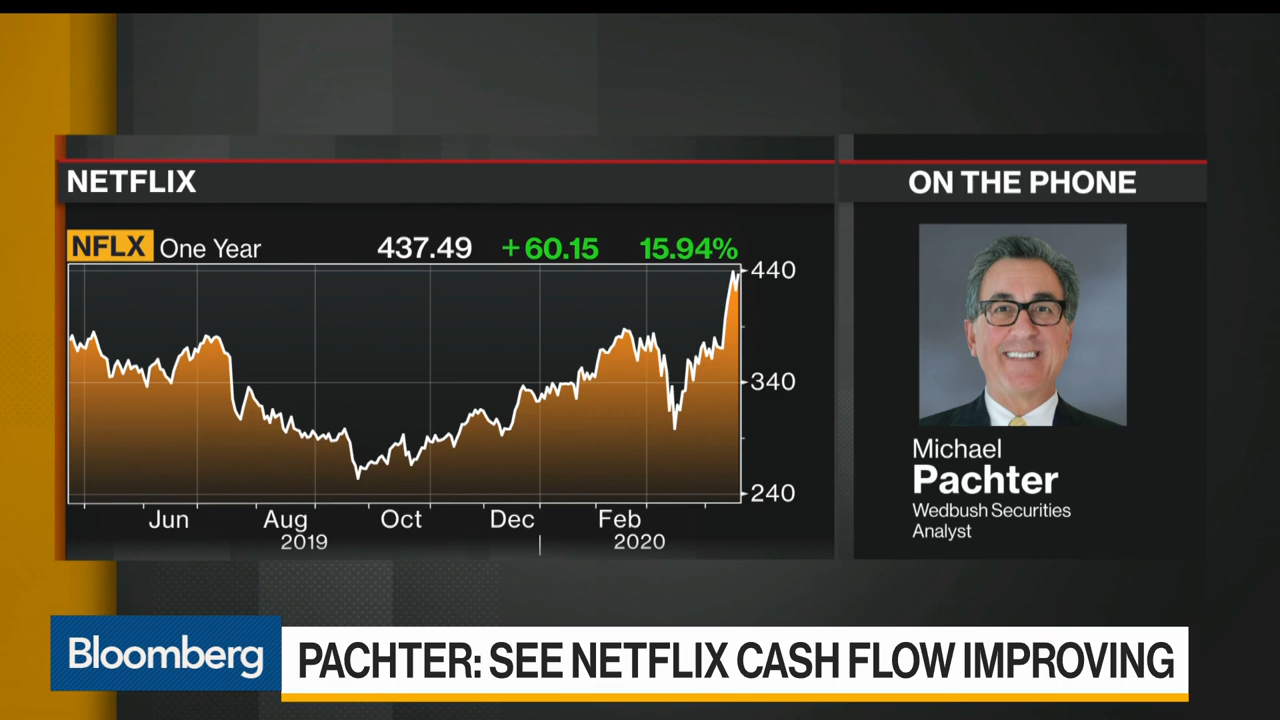 NETFLIX
NFLX One Year 437.49 +60.15 15.94%
440
340
240
Jun Aug Oct Dec Feb
2019 2020
ON THE PHONE
Michael
Pachter
Wedbush Securities
Analyst
Bloomberg
PACHTER: SEE NETFLIX CASH FLOW IMPROVING